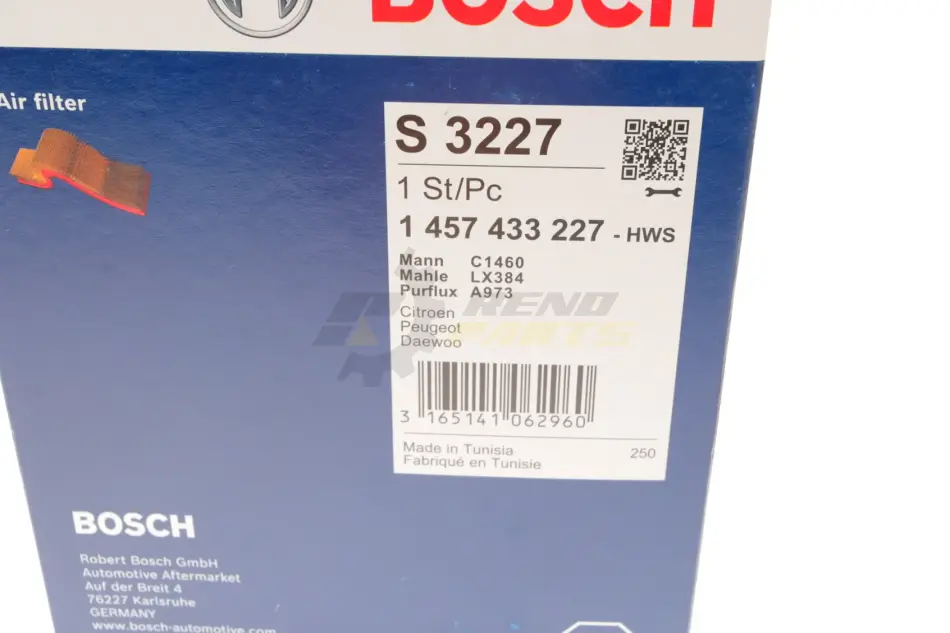 BOSCH
Air filter
S 3227
1 St/Pc
1 457 433 227 - HWS
Mann C1460
Mahle LX384
Purflux A973
Citroen
Peugeot
Daewoo
RENO
PARTS
3 165141 062960
Made in Tunisia 250
Fabriqué en Tunisie
BOSCH
Robert Bosch GmbH
Automotive Aftermarket
Auf der Breit 4
76227 Karlsruhe
GERMANY
www.bosch-automotive.com